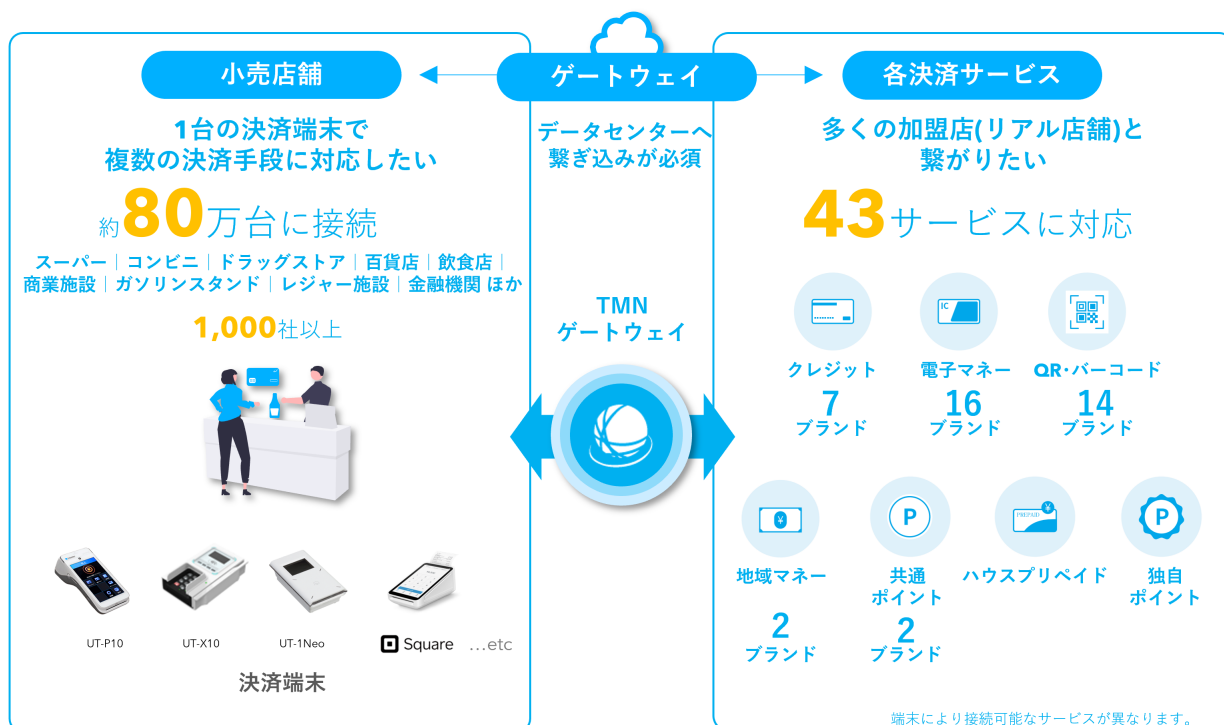 小売店舗
ゲートウェイ
各決済サービス
1台の決済端末で
複数の決済手段に対応したい
約80万台に接続
スーパー｜コンビニ｜ドラッグストア｜百貨店｜飲食店｜
商業施設｜ガソリンスタンド｜レジャー施設｜金融機関 ほか
1,000社以上
UT-P10
UT-X10
UT-1Neo
Square
...etc
決済端末
データセンターへ
繋ぎ込みが必須
TMN
ゲートウェイ
多くの加盟店(リアル店舗)と
繋がりたい
43サービスに対応
IC
クレジット
7
ブランド
電子マネー
16
ブランド
QR･バーコード
14
ブランド
¥
地域マネー
2
ブランド
P
共通
ポイント
2
ブランド
PREPAID
¥
ハウスプリペイド
P
独自
ポイント
端末により接続可能なサービスが異なります。